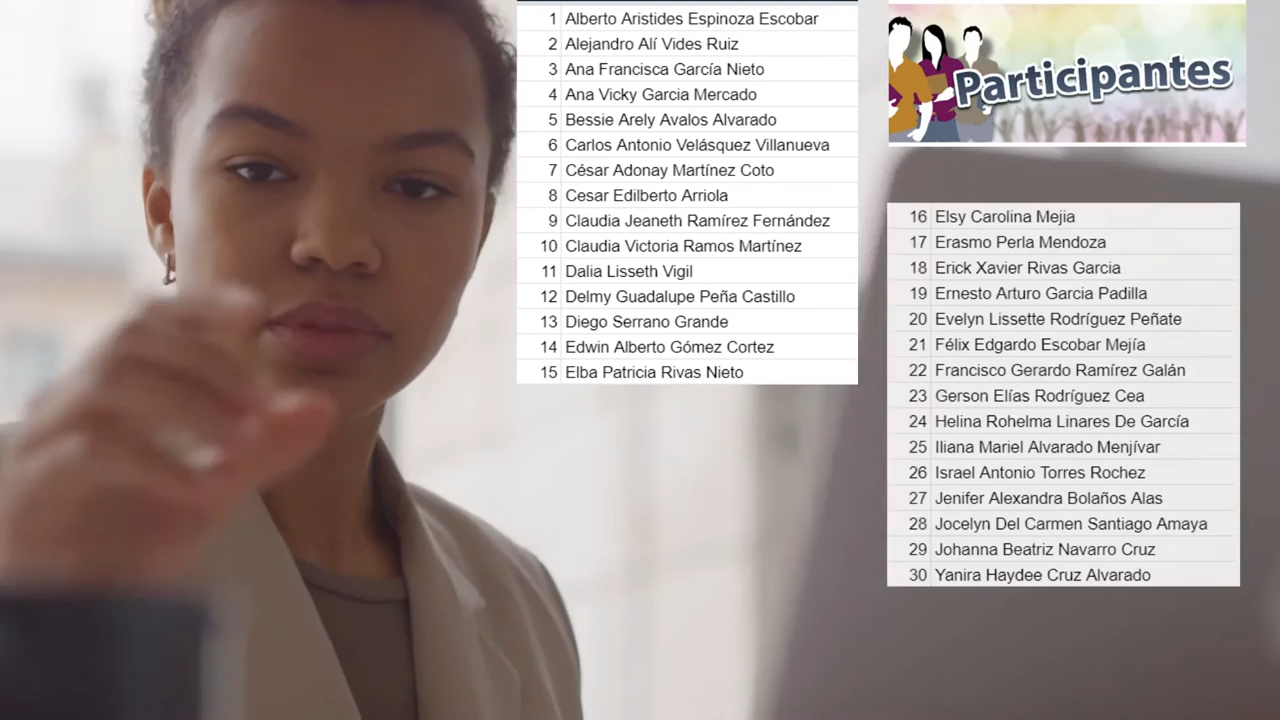 1 Alberto Aristides Espinoza Escobar
2 Alejandro Alí Vides Ruiz
3 Ana Francisca García Nieto
4 Ana Vicky Garcia Mercado
5 Bessie Arely Avalos Alvarado
6 Carlos Antonio Velásquez Villanueva
7 César Adonay Martínez Coto
8 Cesar Edilberto Arriola
9 Claudia Jeaneth Ramírez Fernández
10 Claudia Victoria Ramos Martínez
11 Dalia Lisseth Vigil
12 Delmy Guadalupe Peña Castillo
13 Diego Serrano Grande
14 Edwin Alberto Gómez Cortez
15 Elba Patricia Rivas Nieto
Participantes
16 Elsy Carolina Mejia
17 Erasmo Perla Mendoza
18 Erick Xavier Rivas Garcia
19 Ernesto Arturo Garcia Padilla
20 Evelyn Lissette Rodríguez Peñate
21 Félix Edgardo Escobar Mejía
22 Francisco Gerardo Ramírez Galán
23 Gerson Elías Rodríguez Cea
24 Helina Rohelma Linares De García
25 Iliana Mariel Alvarado Menjívar
26 Israel Antonio Torres Rochez
27 Jenifer Alexandra Bolaños Alas
28 Jocelyn Del Carmen Santiago Amaya
29 Johanna Beatriz Navarro Cruz
30 Yanira Haydee Cruz Alvarado